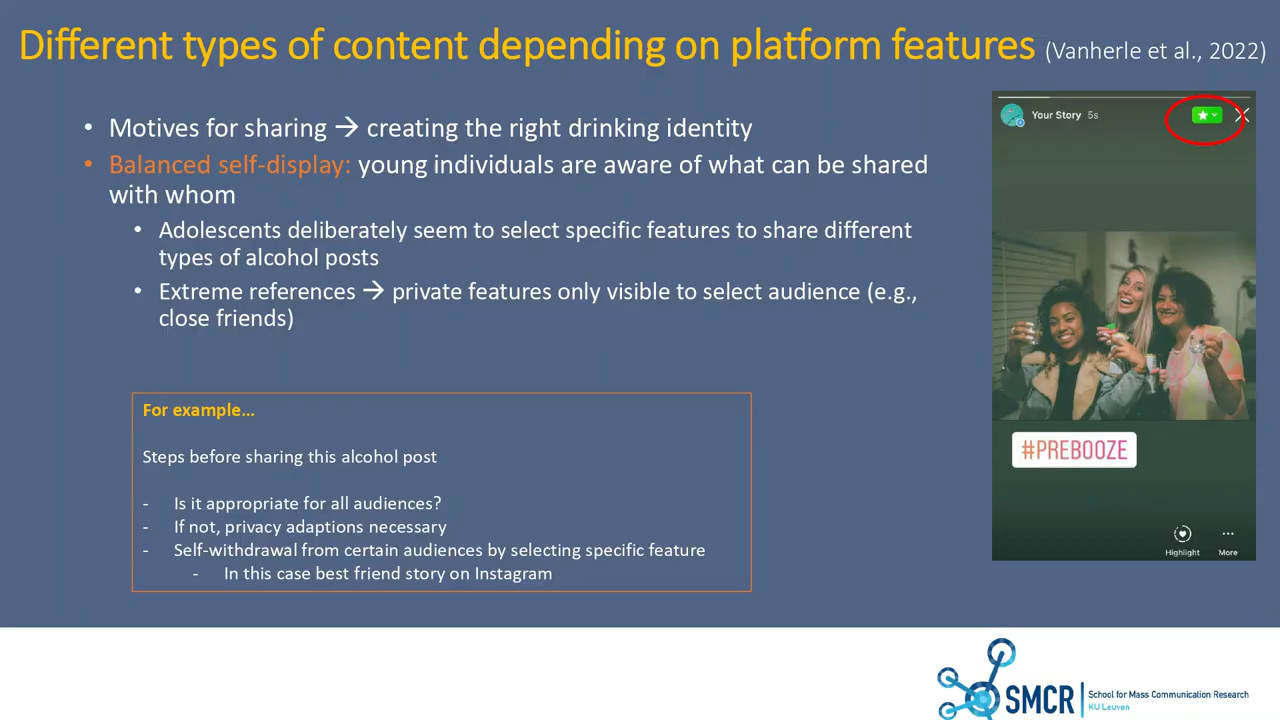 Different types of content depending on platform features (Vanherle et al., 2022)
• Motives for sharing → creating the right drinking identity
• Balanced self-display: young individuals are aware of what can be shared
with whom
• Adolescents deliberately seem to select specific features to share different
types of alcohol posts
• Extreme references → private features only visible to select audience (e.g.,
close friends)
For example...
Steps before sharing this alcohol post
- Is it appropriate for all audiences?
- If not, privacy adaptions necessary
- Self-withdrawal from certain audiences by selecting specific feature
- In this case best friend story on Instagram
Your Story 5s
#PREBOOZE
Highlight More
SMCR School for Mass Communication Research
KU Leuven